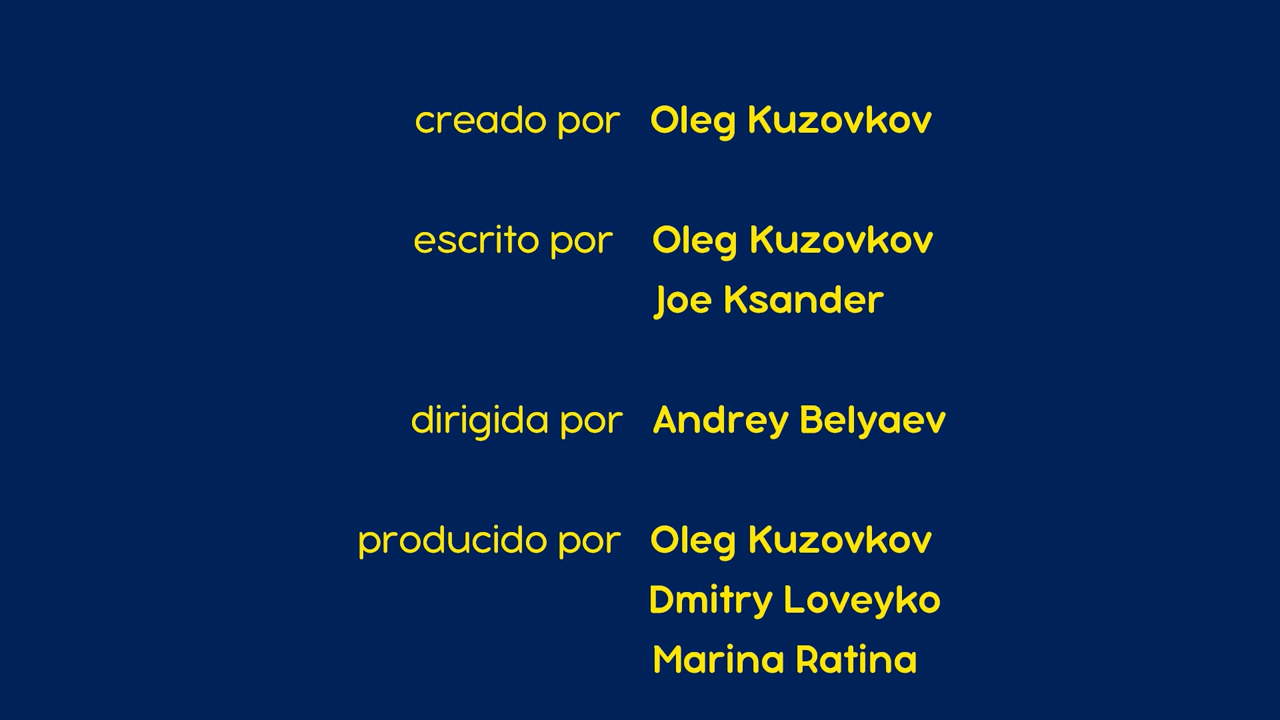 creado por Oleg Kuzovkov
escrito por Oleg Kuzovkov
Joe Ksander
dirigida por Andrey Belyaev
producido por Oleg Kuzovkov
Dmitry Loveyko
Marina Ratina